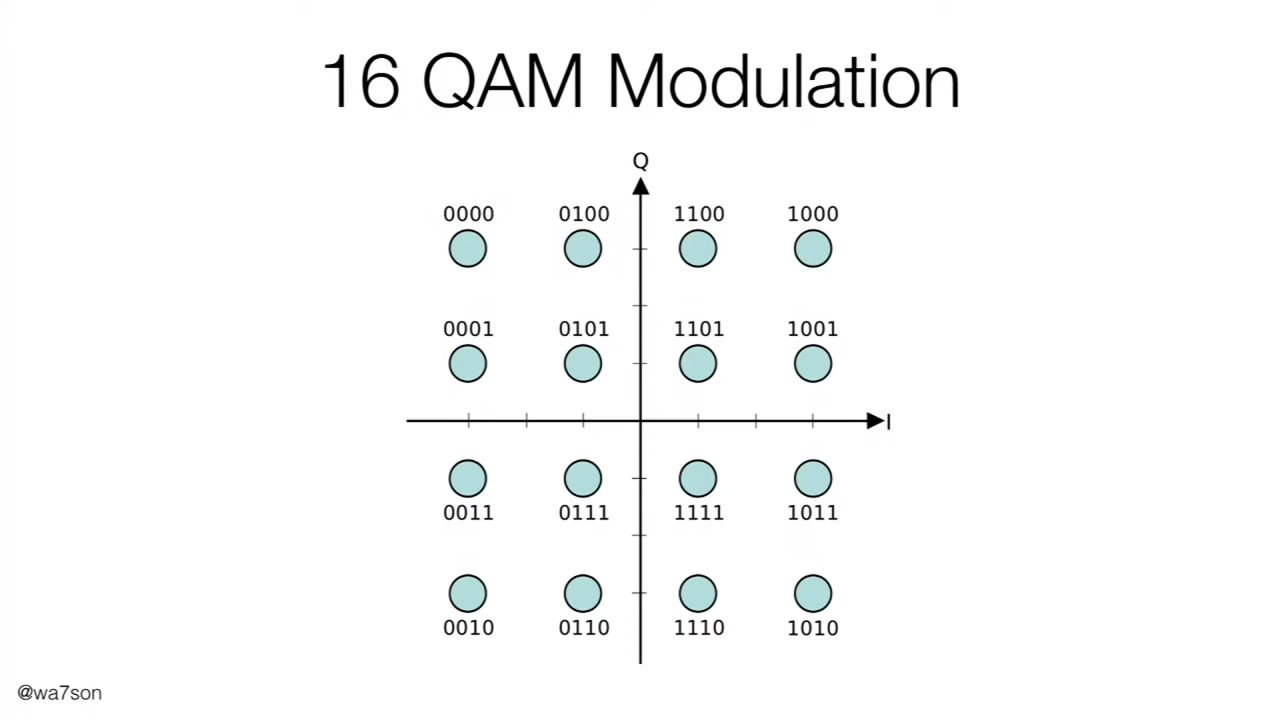 16 QAM Modulation
Q
0000 0100 1100 1000
0001 0101 1101 1001
I
0011 0111 1111 1011
0010 0110 1110 1010
@wa7son